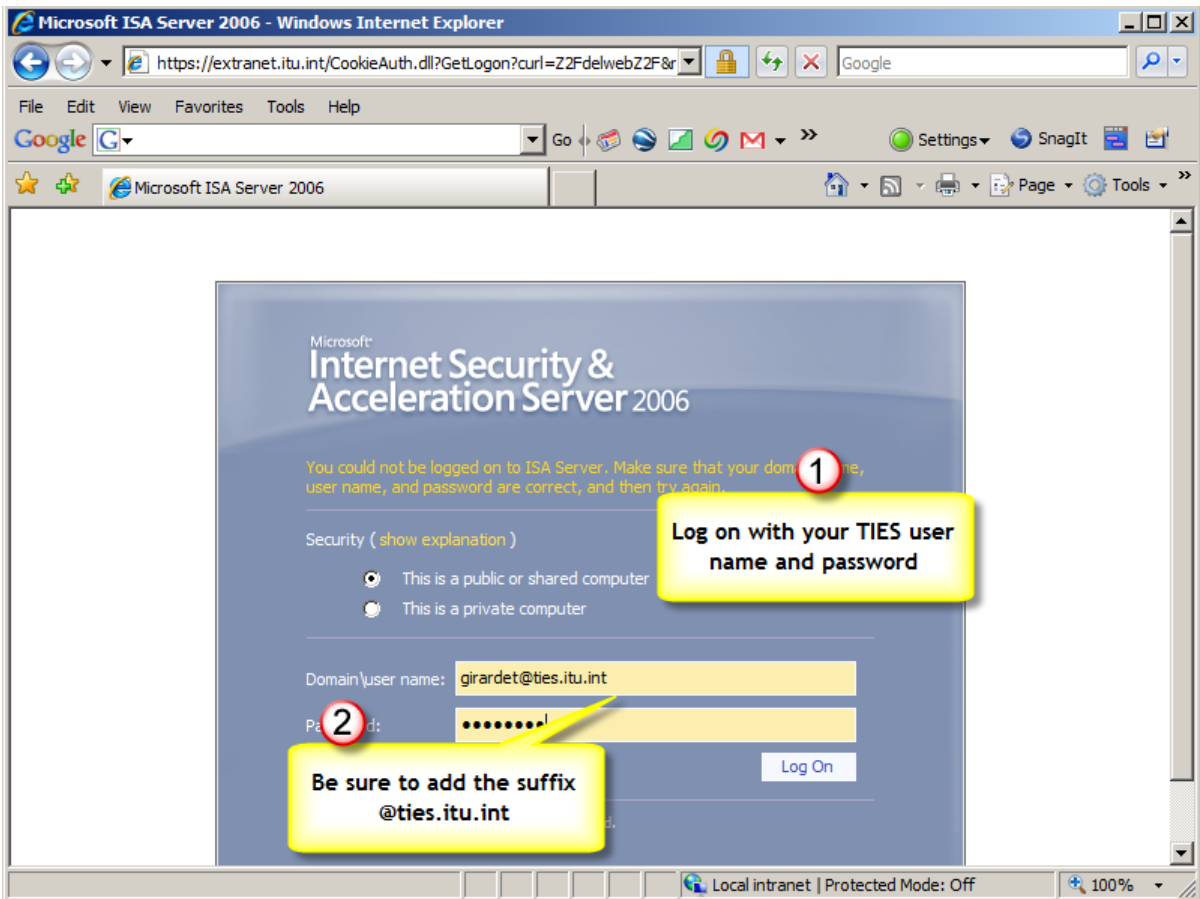 Microsoft ISA Server 2006 - Windows Internet Explorer
https://extranet.itu.int/CookieAuth.dll?GetLogon?curl=Z2FdelwebZ2F&r
Google
File Edit View Favorites Tools Help
Google G Go » Settings SnagIt
Microsoft ISA Server 2006 Page Tools »
Microsoft
Internet Security &
Acceleration Server 2006
You could not be logged on to ISA Server. Make sure that your
user name, and password are correct, and then try again.
1
Log on with your TIES user
name and password
Security ( show explanation )
This is a public or shared computer
This is a private computer
Domain\user name: girardet@ties.itu.int
2
Log On
Be sure to add the suffix
@ties.itu.int
Local intranet | Protected Mode: Off 100%